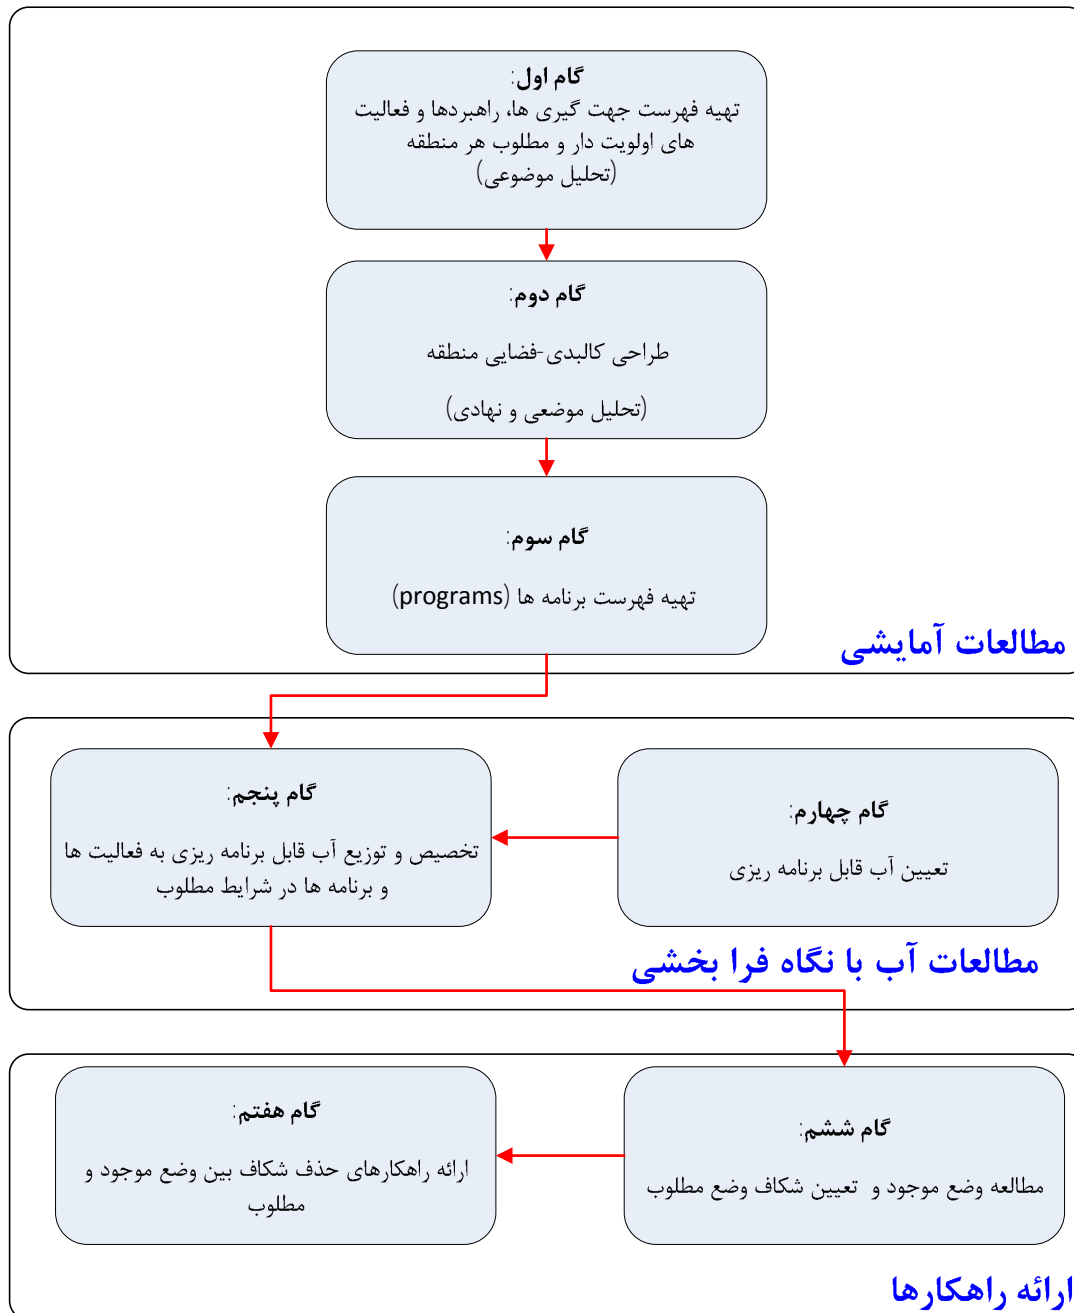 گام اول:
تهیه فهرست جهت گیری ها، راهبردها و فعالیت
های اولویت دار و مطلوب هر منطقه
(تحلیل موضوعی)
گام دوم:
طراحی کالبدی-فضایی منطقه
(تحلیل موضعی و نهادی)
گام سوم:
تهیه فهرست برنامه ها (programs)
مطالعات آمایشی
گام چهارم:
تعیین آب قابل برنامه ریزی
گام پنجم:
تخصیص و توزیع آب قابل برنامه ریزی به فعالیت ها
و برنامه ها در شرایط مطلوب
مطالعات آب با نگاه فرا بخشی
گام ششم:
مطالعه وضع موجود و تعیین شکاف وضع مطلوب
گام هفتم:
ارائه راهکارهای حذف شکاف بین وضع موجود و
مطلوب
ارائه راهکارها